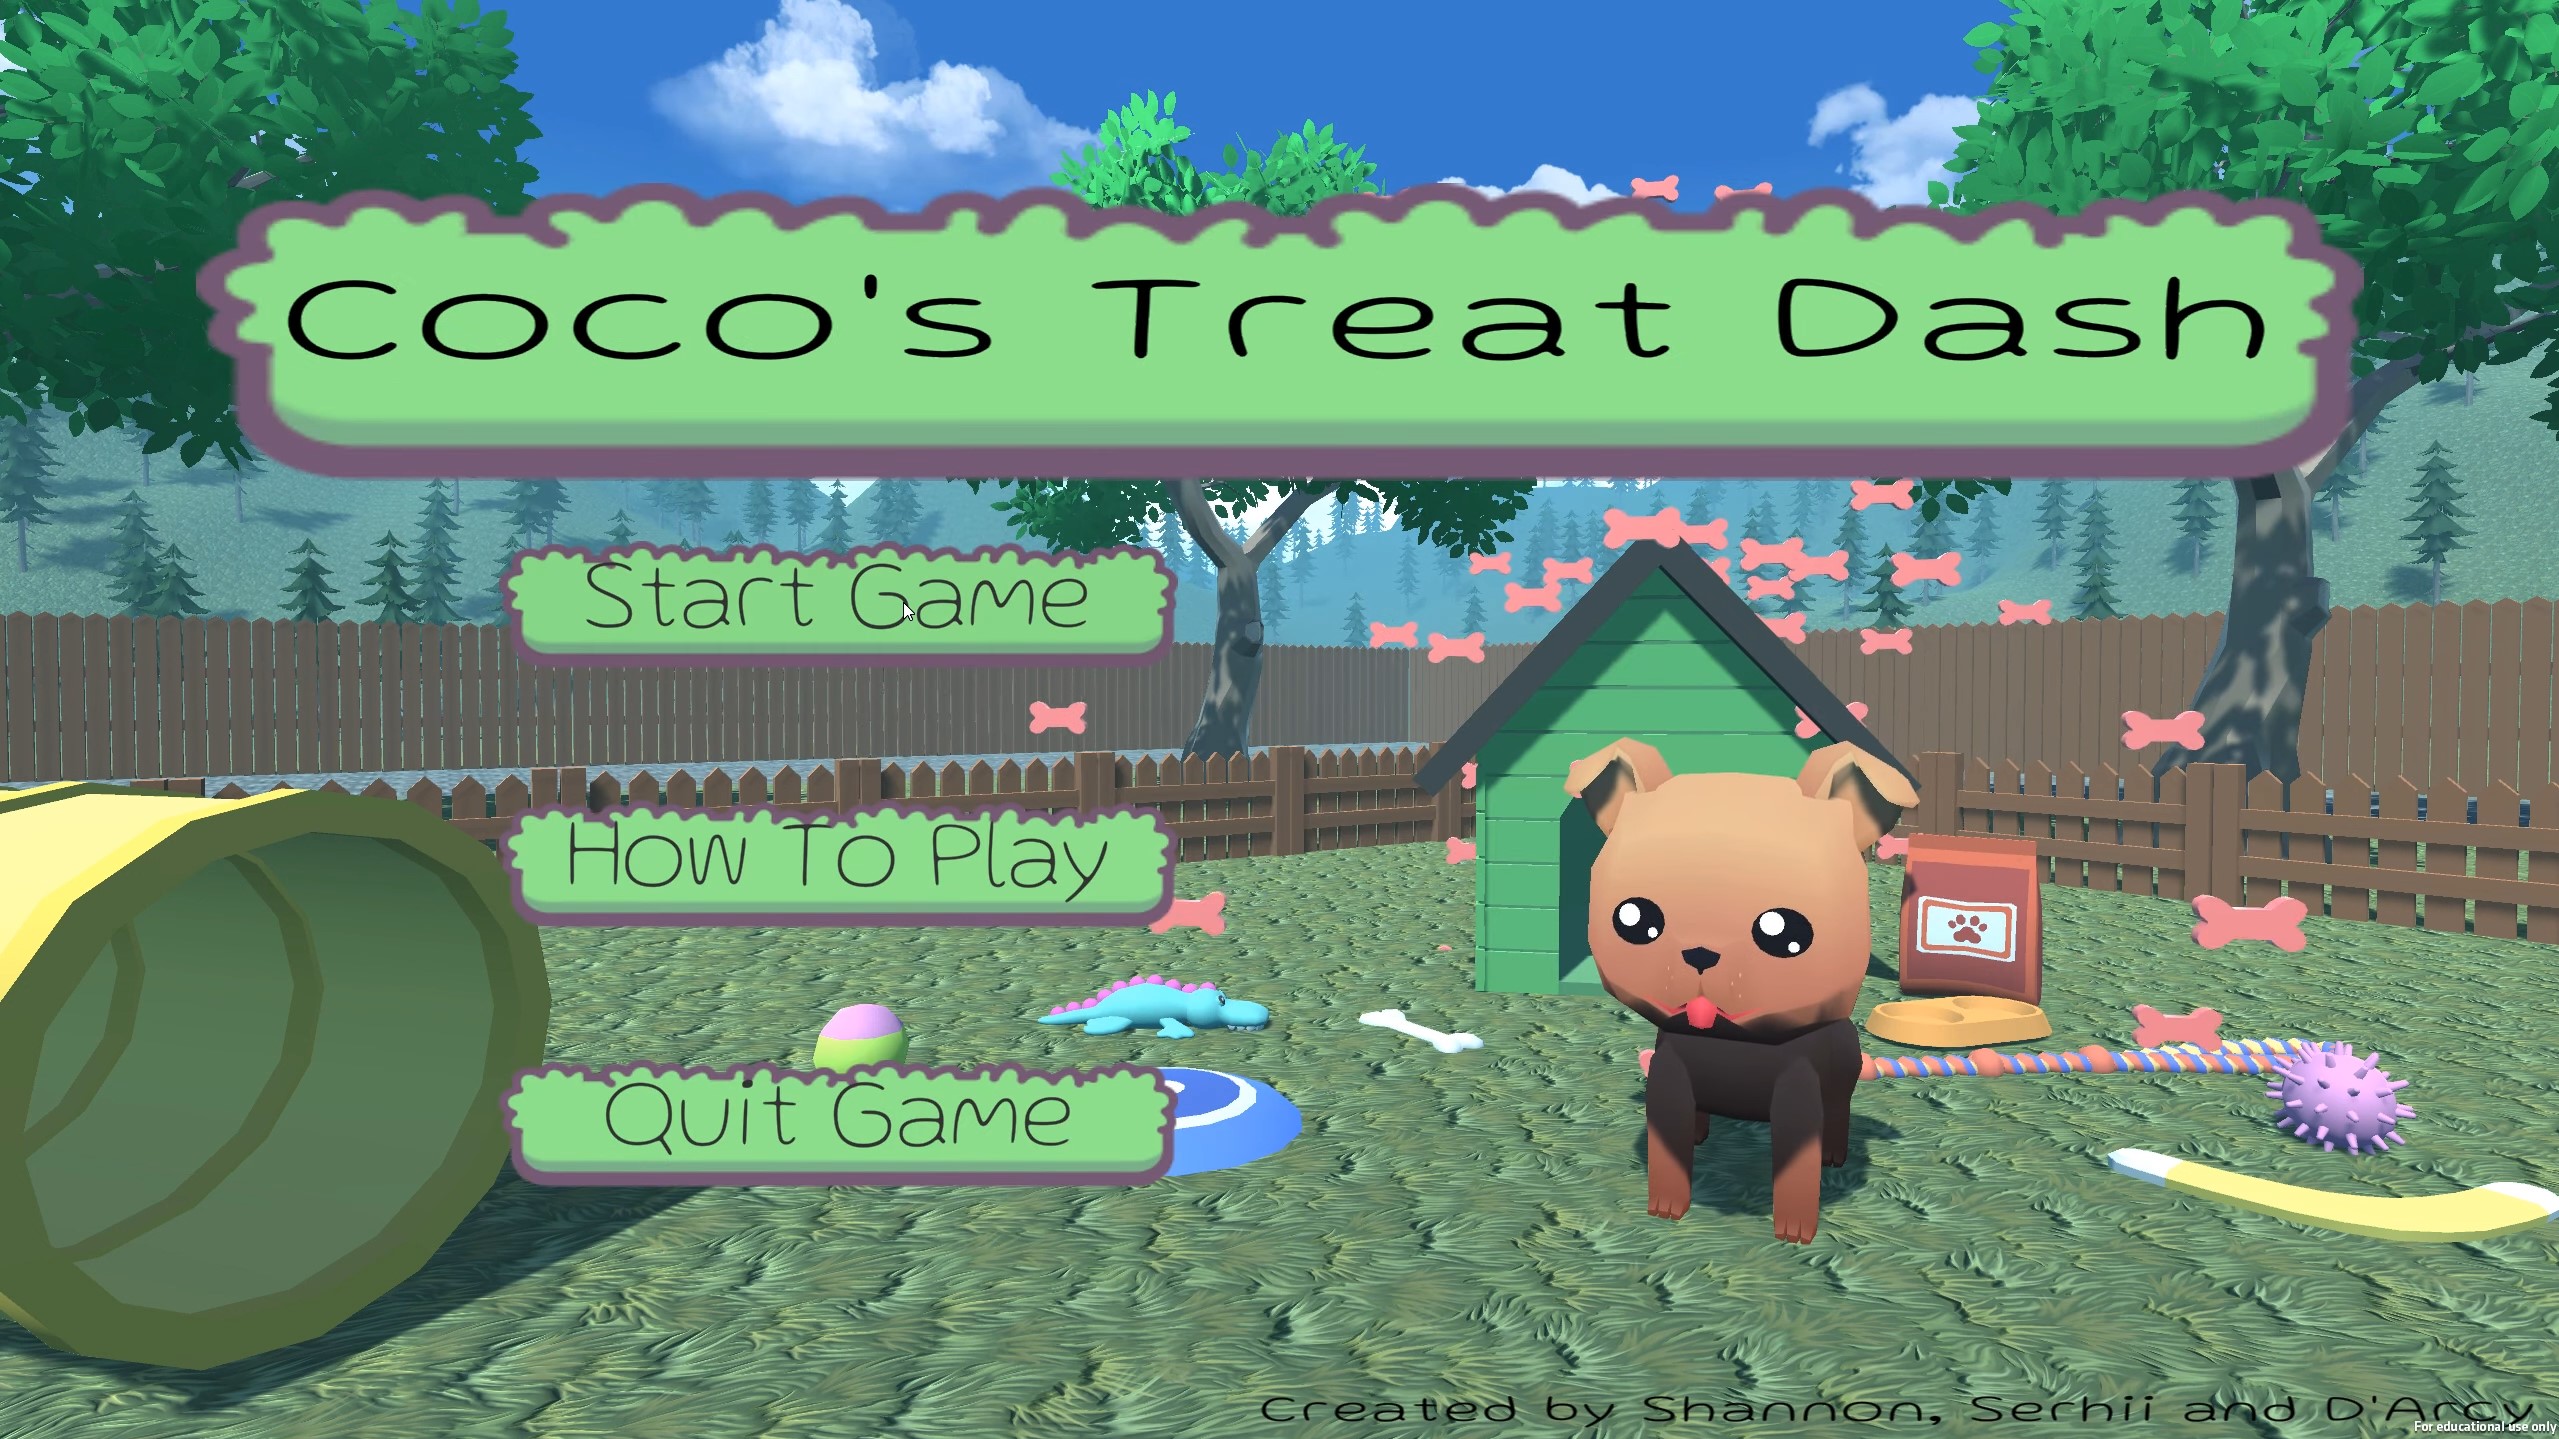 Coco's Treat Dash
Start Game
How To Play
Quit Game
Created by Shannon, Serhii and D'Arcy
For educational use only